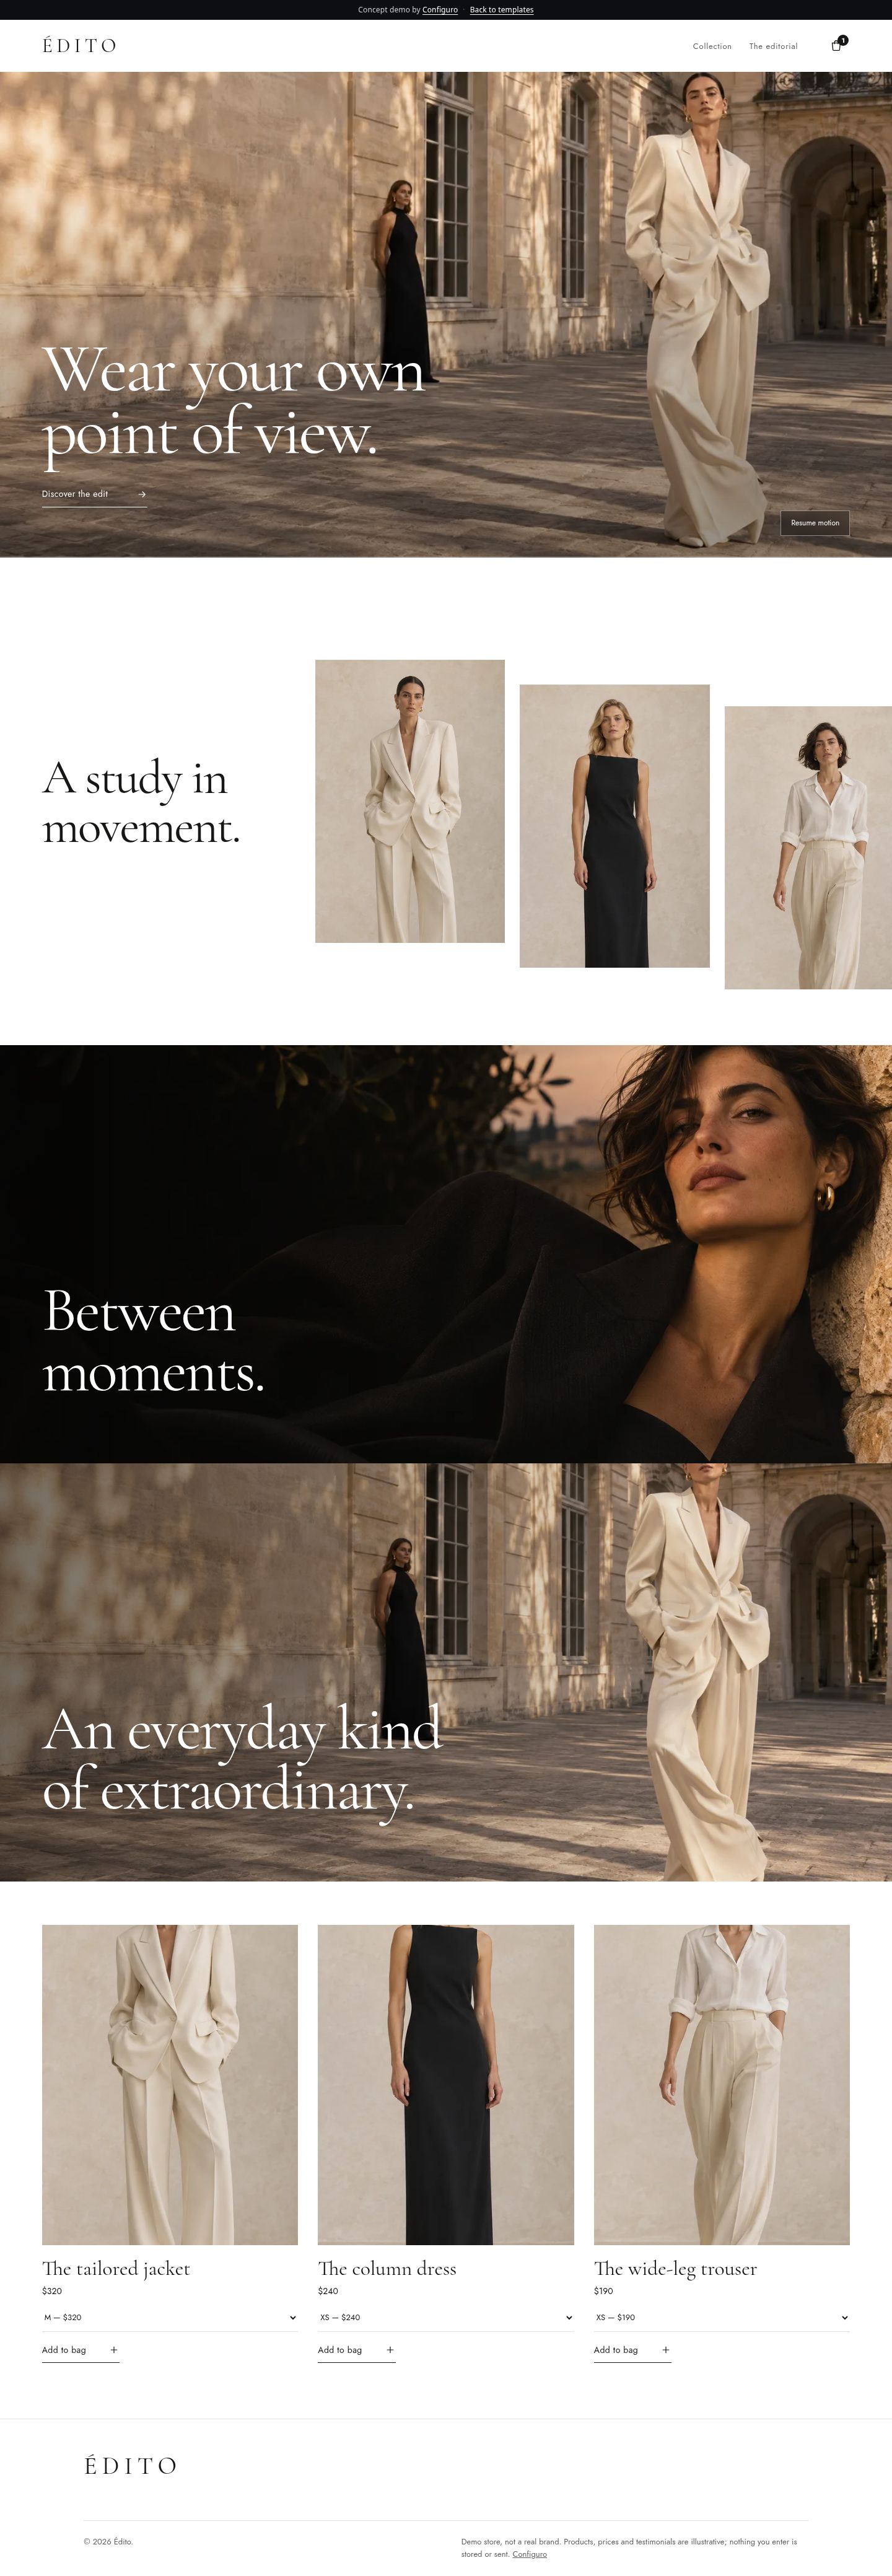 Concept demo by Configuro · Back to templates
ÉDITO
Collection
The editorial
1
Wear your own
point of view.
Discover the edit →
Resume motion
A study in
movement.
Between
moments.
An everyday kind
of extraordinary.
The tailored jacket
$320
M — $320
Add to bag +
The column dress
$240
XS — $240
Add to bag +
The wide-leg trouser
$190
XS — $190
Add to bag +
ÉDITO
© 2026 Édito.
Demo store, not a real brand. Products, prices and testimonials are illustrative; nothing you enter is
stored or sent. Configuro